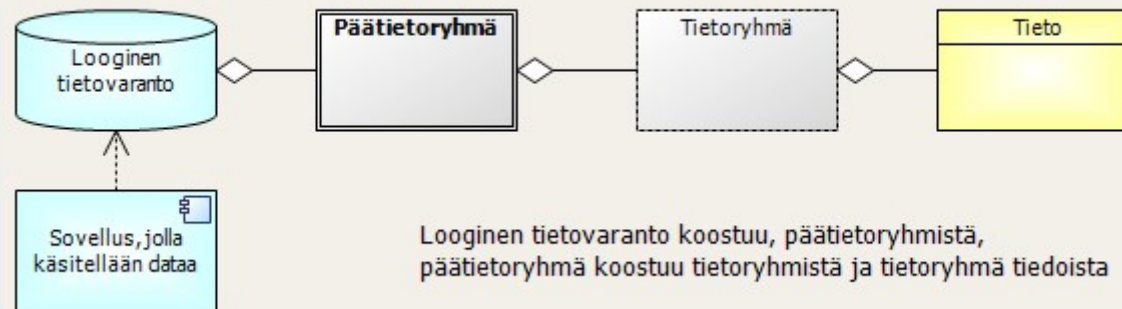 Looginen
tietovaranto
Päätietoryhmä
Tietoryhmä
Tieto
Sovellus,jolla
käsitellään dataa
Looginen tietovaranto koostuu, päätietoryhmistä,
päätietoryhmä koostuu tietoryhmistä ja tietoryhmä tiedoista